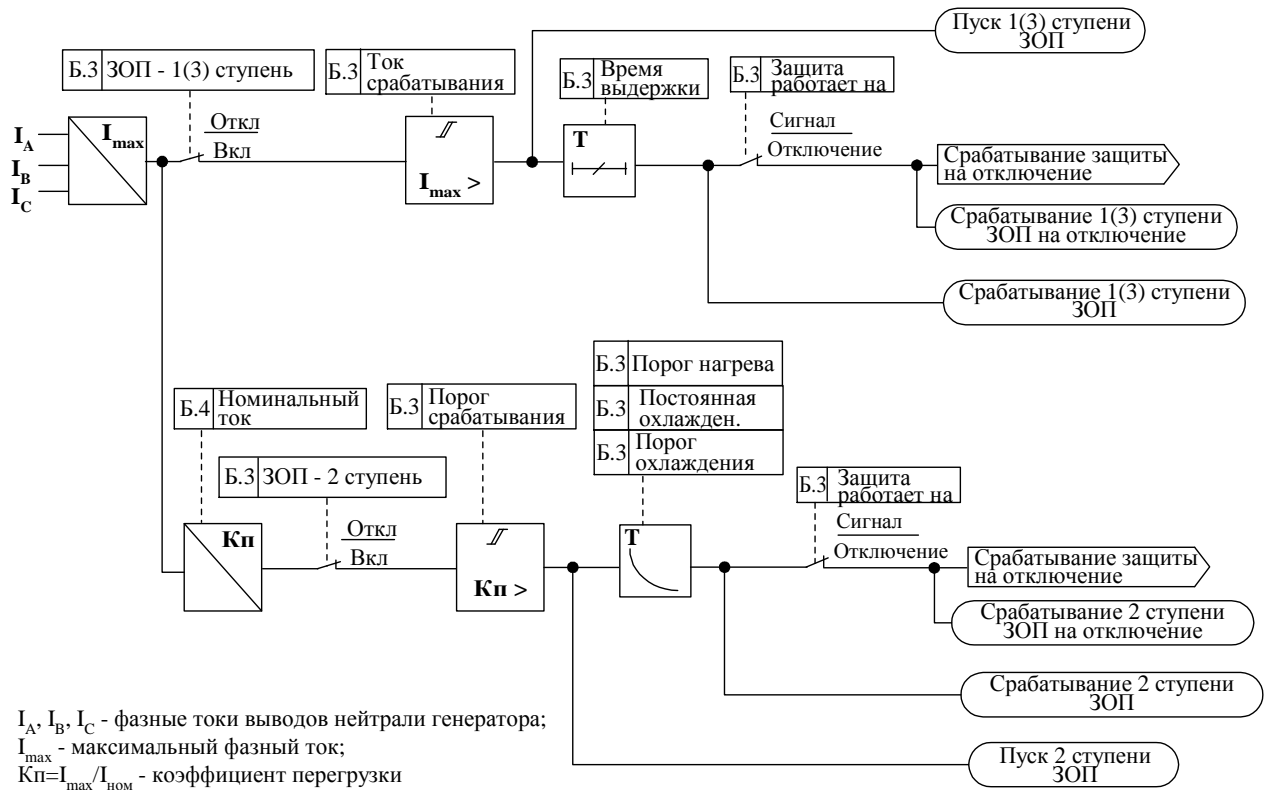 Пуск 1(3) ступени
ЗОП
Б.3 ЗОП - 1(3) ступень
Б.3 Ток
срабатывания
Б.3 Время
выдержки
Б.3 Защита
работает на
I_A
I_B
I_C
I_max
Откл
Вкл
I_max >
T
Сигнал
Отключение
Срабатывание защиты
на отключение
Срабатывание 1(3) ступени
ЗОП на отключение
Срабатывание 1(3) ступени
ЗОП
Б.3 Порог нагрева
Б.3 Постоянная
охлажден.
Б.3 Порог
охлаждения
Б.4 Номинальный
ток
Б.3 Порог
срабатывания
Б.3 ЗОП - 2 ступень
Б.3 Защита
работает на
Кп
Откл
Вкл
Кп >
T
Сигнал
Отключение
Срабатывание защиты
на отключение
Срабатывание 2 ступени
ЗОП на отключение
Срабатывание 2 ступени
ЗОП
Пуск 2 ступени
ЗОП
I_A, I_B, I_C - фазные токи выводов нейтрали генератора;
I_max - максимальный фазный ток;
Кп=I_max/I_ном - коэффициент перегрузки